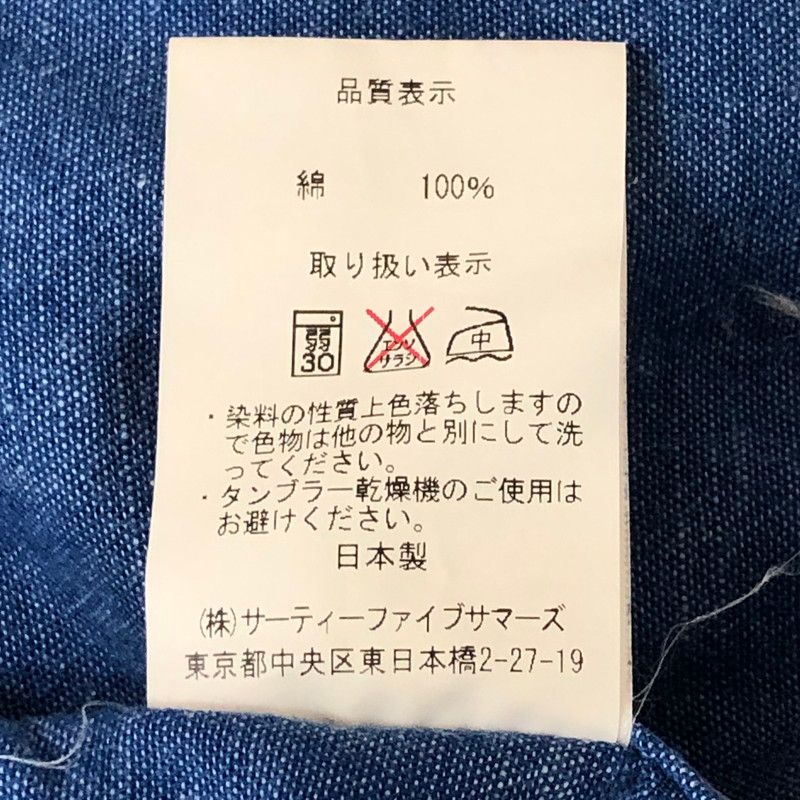 品質表示
綿 100%
取り扱い表示
弱 30 エンソ サラシ 中
・染料の性質上色落ちしますの
で色物は他の物と別にして洗
ってください。
・タンブラー乾燥機のご使用は
お避けください。
日本製
(株)サーティーファイブサマーズ
東京都中央区東日本橋2-27-19